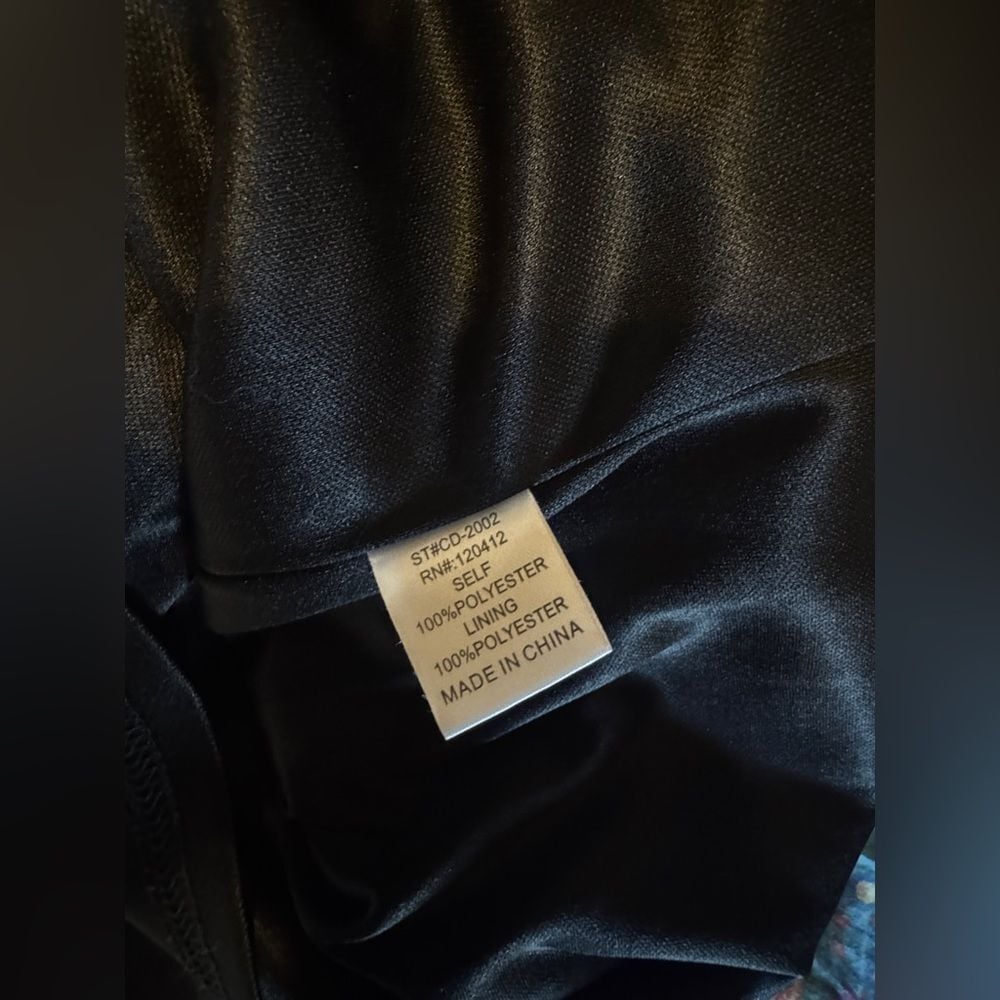 ST#CD-2002
RN#:120412
SELF
100%POLYESTER
LINING
100%POLYESTER
MADE IN CHINA